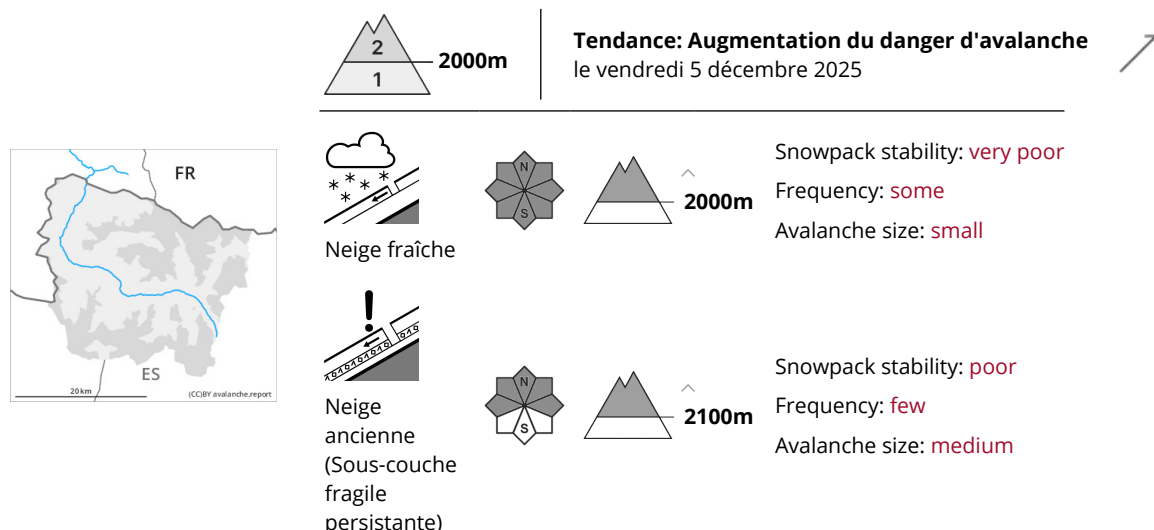 2
1
2000m
Tendance: Augmentation du danger d'avalanche
le vendredi 5 décembre 2025
FR
ES
20 km
(CC)BY avalanche.report
Neige fraîche
N
S
2000m
Snowpack stability: very poor
Frequency: some
Avalanche size: small
Neige
ancienne
(Sous-couche
fragile
persistante)
N
S
2100m
Snowpack stability: poor
Frequency: few
Avalanche size: medium